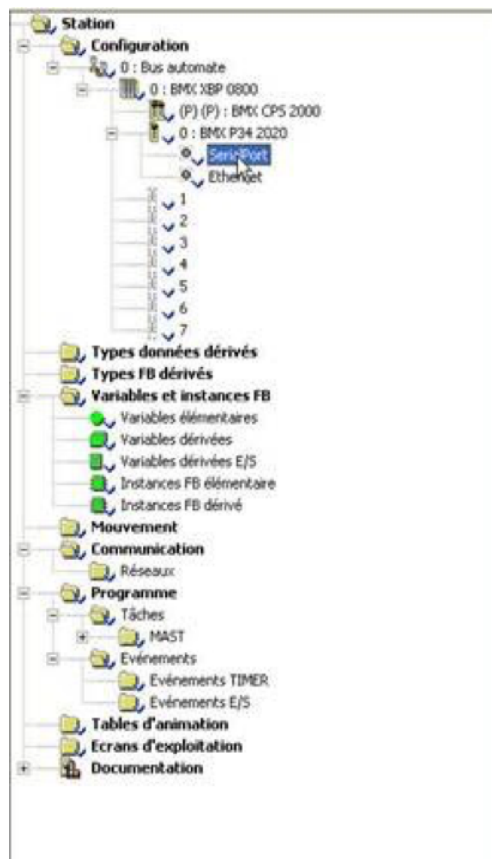 Station
Configuration
0 : Bus automate
0 : BMX XBP 0800
(P) (P) : BMX CPS 2000
0 : BMX P34 2020
SerialPort
Ethernet
1
2
3
4
5
6
7
Types données dérivés
Types FB dérivés
Variables et instances FB
Variables élémentaires
Variables dérivées
Variables dérivées E/S
Instances FB élémentaire
Instances FB dérivé
Mouvement
Communication
Réseaux
Programme
Tâches
MAST
Evénements
Evénements TIMER
Evénements E/S
Tables d'animation
Ecrans d'exploitation
Documentation